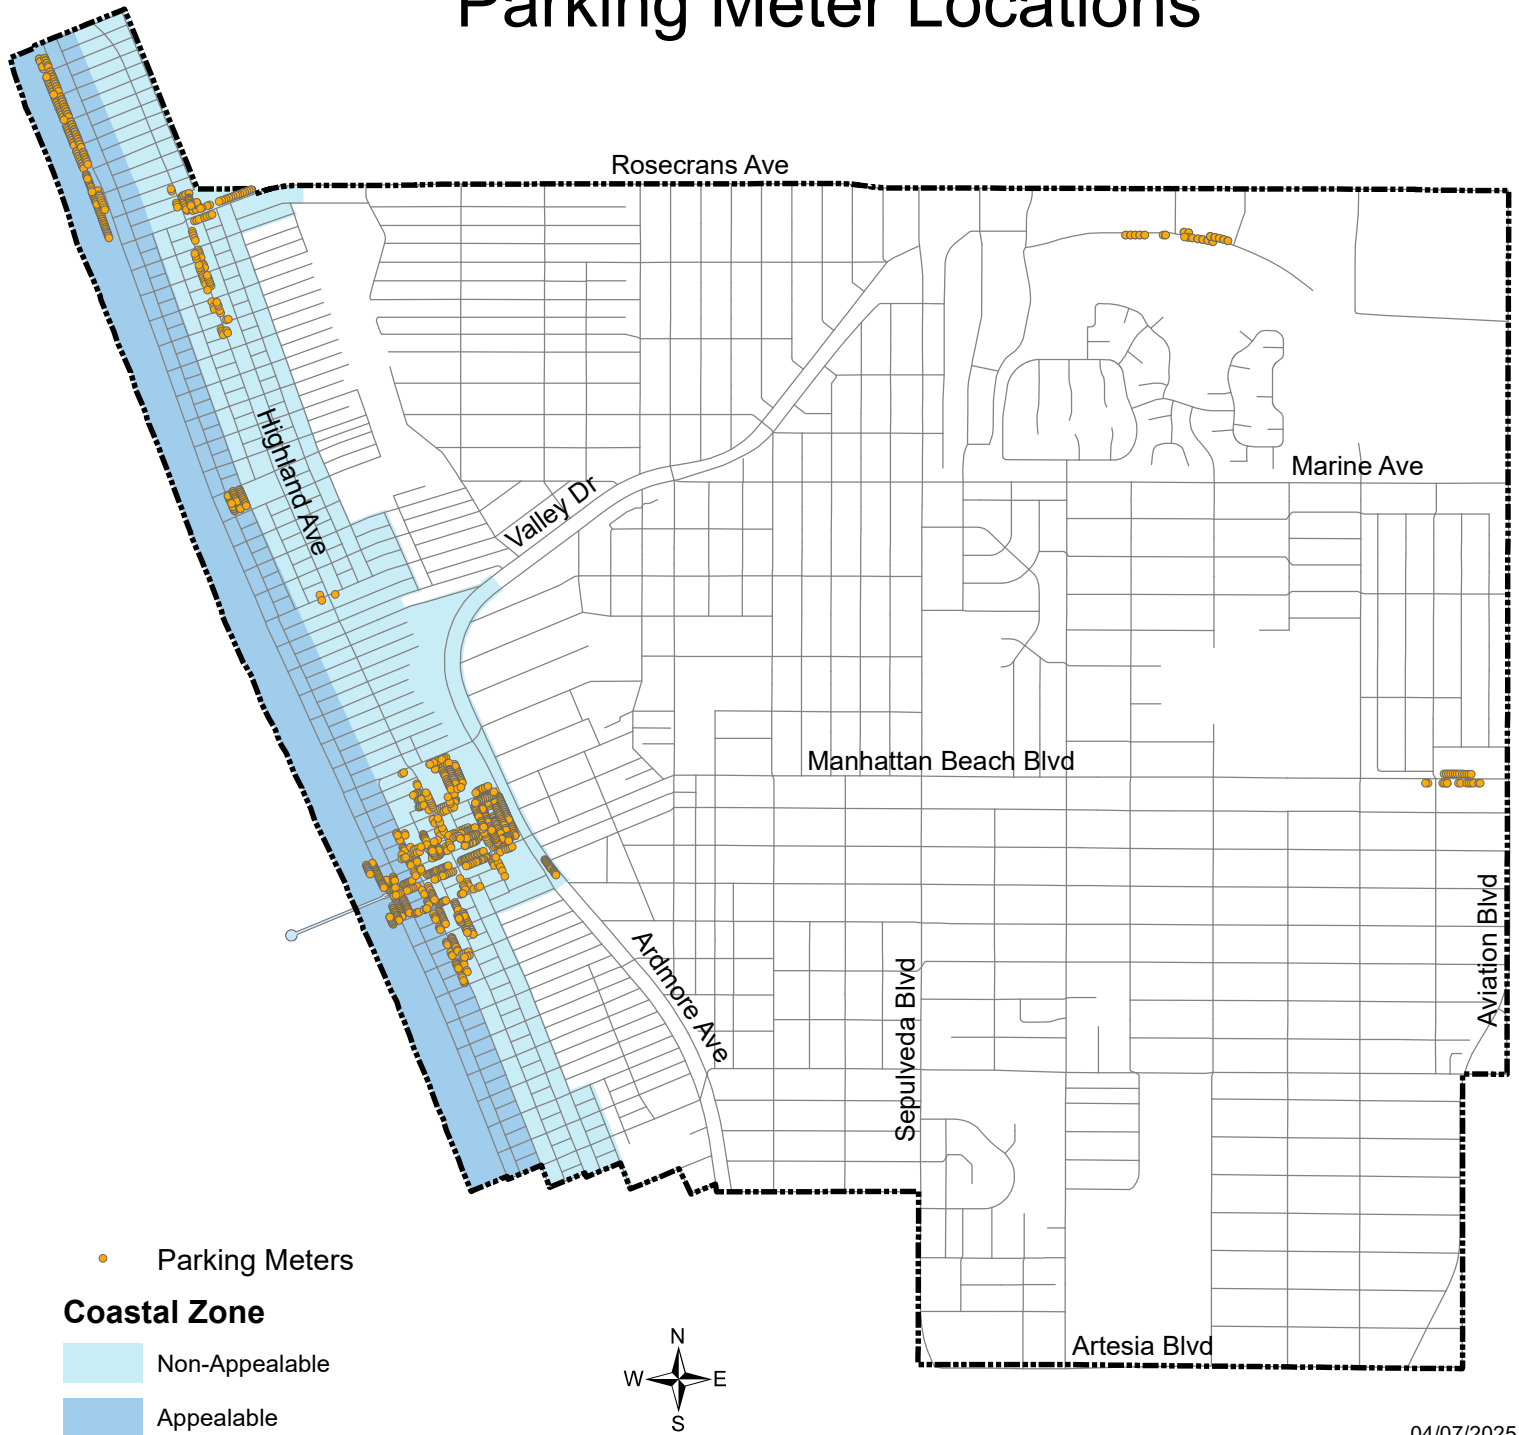 Parking Meter Locations
Rosecrans Ave
Highland Ave
Marine Ave
Valley Dr
Manhattan Beach Blvd
Aviation Blvd
Ardmore Ave
Sepulveda Blvd
Parking Meters
Coastal Zone
Non-Appealable
Appealable
N
W E
S
Artesia Blvd
04/07/2025